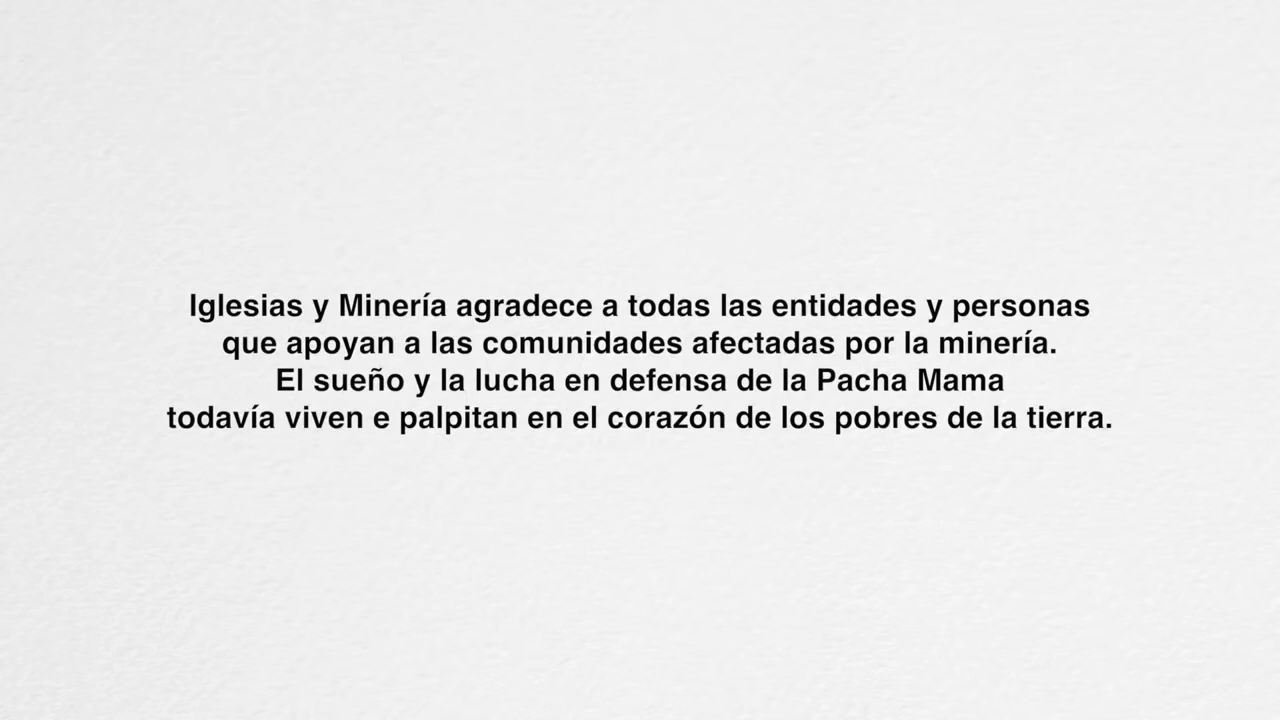 Iglesias y Minería agradece a todas las entidades y personas
que apoyan a las comunidades afectadas por la minería.
El sueño y la lucha en defensa de la Pacha Mama
todavía viven e palpitan en el corazón de los pobres de la tierra.